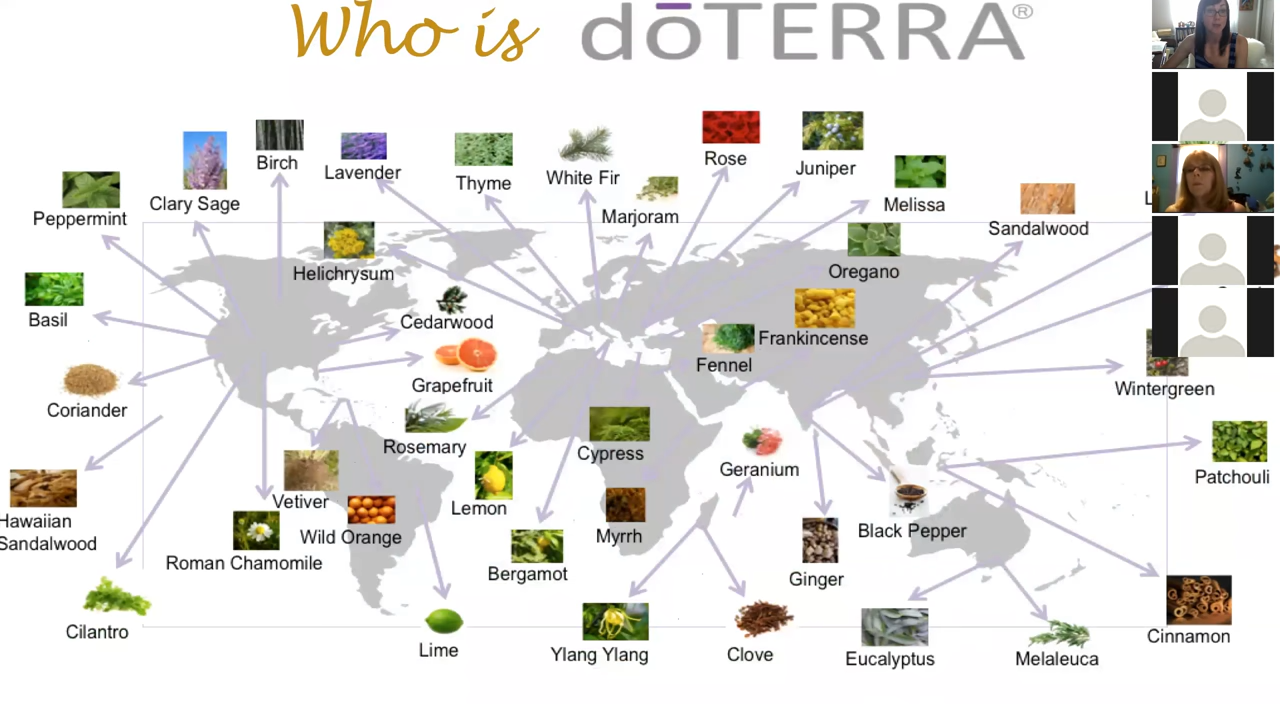 Who is dōTERRA®
Birch
Lavender
Thyme
White Fir
Rose
Juniper
Peppermint
Clary Sage
Marjoram
Melissa
Sandalwood
Helichrysum
Oregano
Basil
Cedarwood
Frankincense
Fennel
Grapefruit
Wintergreen
Coriander
Rosemary
Cypress
Geranium
Patchouli
Hawaiian
Sandalwood
Vetiver
Lemon
Wild Orange
Myrrh
Black Pepper
Roman Chamomile
Bergamot
Ginger
Cilantro
Lime
Ylang Ylang
Clove
Eucalyptus
Melaleuca
Cinnamon